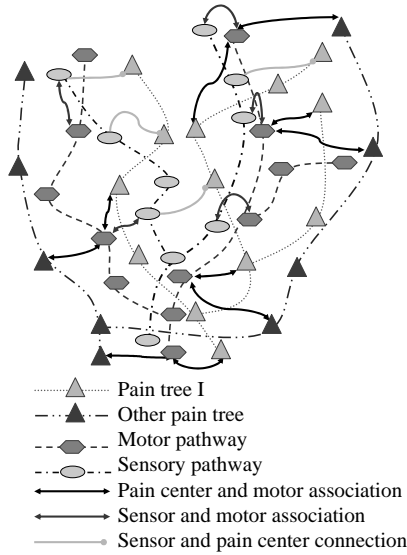 Pain tree I
Other pain tree
Motor pathway
Sensory pathway
Pain center and motor association
Sensor and motor association
Sensor and pain center connection